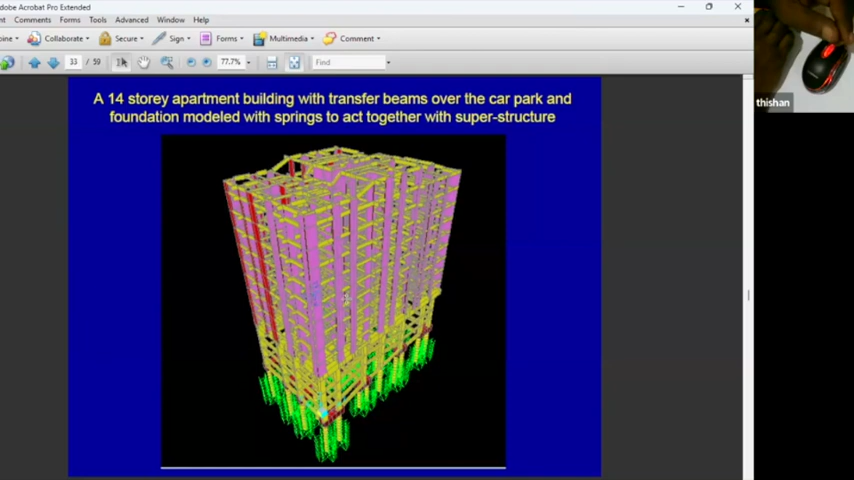 Adobe Acrobat Pro Extended
Comments Forms Tools Advanced Window Help
Collaborate Secure Sign Forms Multimedia Comment
33 / 59 77.7% Find
A 14 storey apartment building with transfer beams over the car park and
foundation modeled with springs to act together with super-structure
thishan